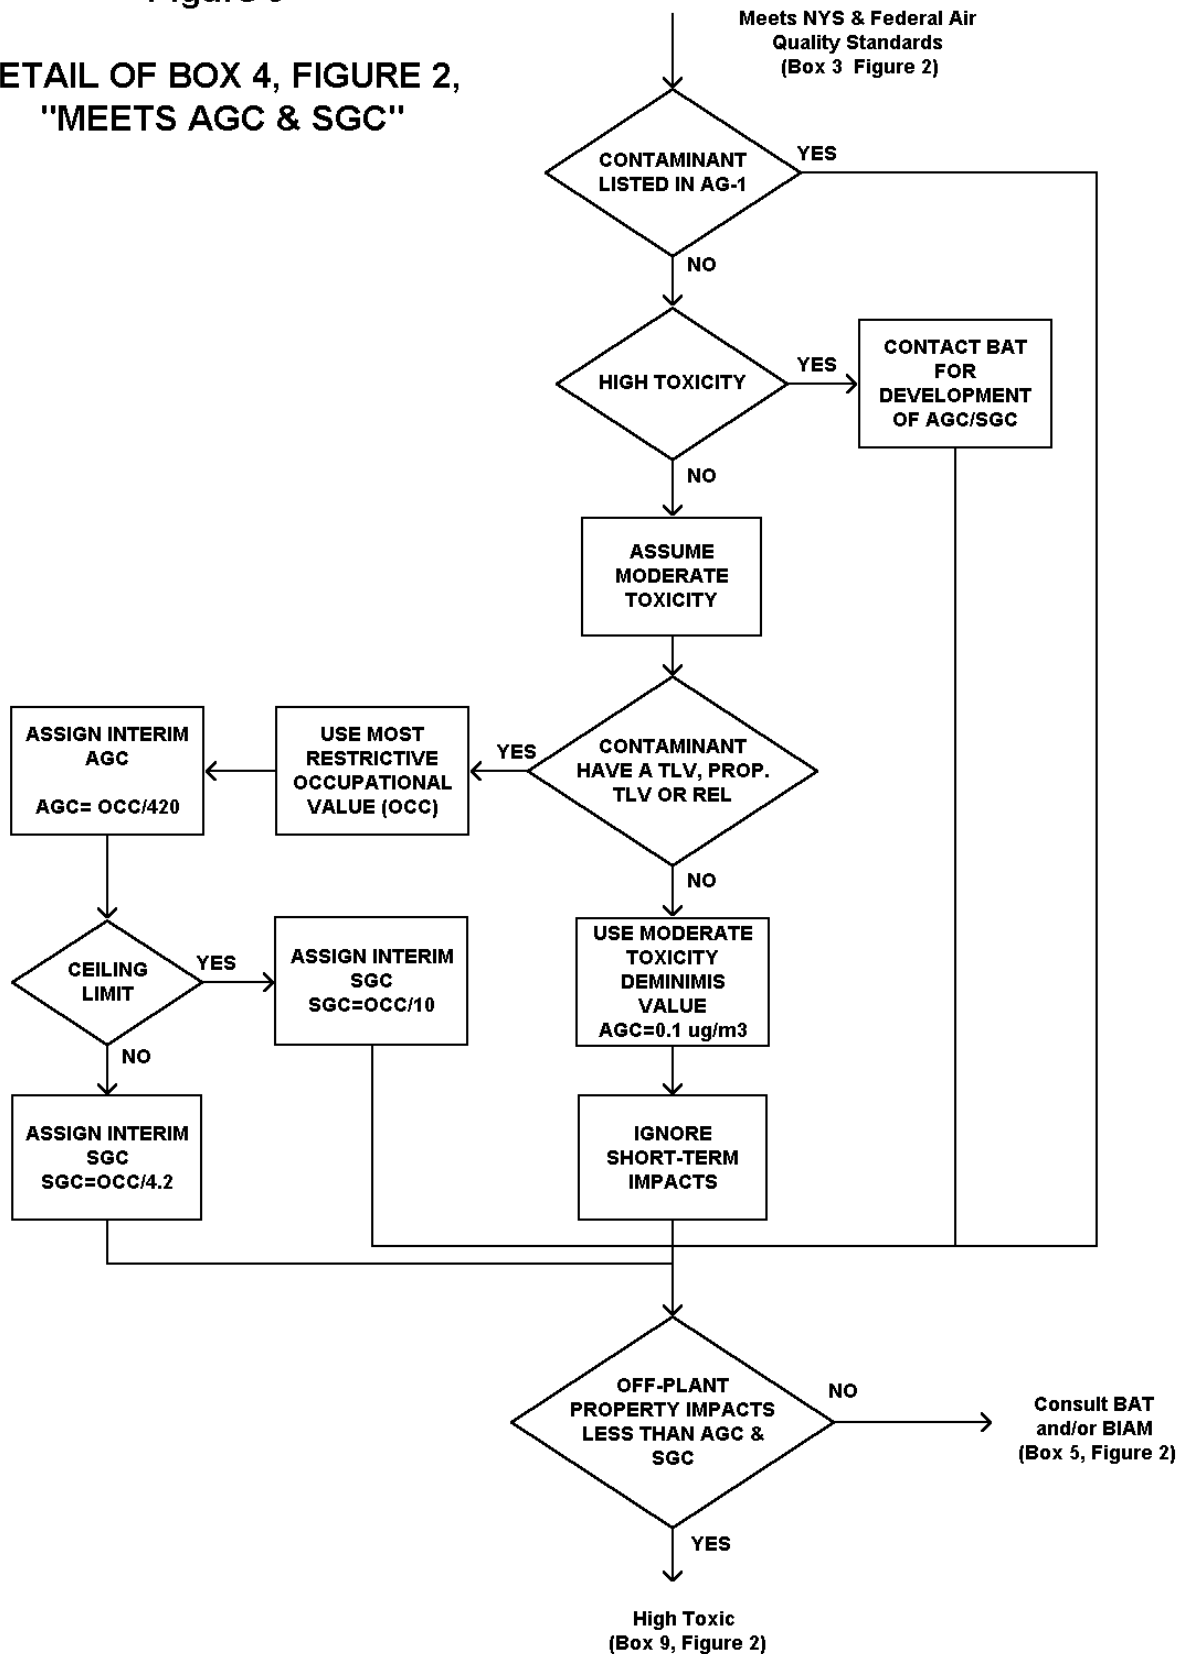 ETAIL OF BOX 4, FIGURE 2,
"MEETS AGC & SGC"
Meets NYS & Federal Air
Quality Standards
(Box 3 Figure 2)
CONTAMINANT
LISTED IN AG-1
YES
NO
HIGH TOXICITY
YES
CONTACT BAT
FOR
DEVELOPMENT
OF AGC/SGC
NO
ASSUME
MODERATE
TOXICITY
CONTAMINANT
HAVE A TLV, PROP.
TLV OR REL
YES
USE MOST
RESTRICTIVE
OCCUPATIONAL
VALUE (OCC)
ASSIGN INTERIM
AGC
AGC= OCC/420
NO
CEILING
LIMIT
YES
ASSIGN INTERIM
SGC
SGC=OCC/10
USE MODERATE
TOXICITY
DEMINIMIS
VALUE
AGC=0.1 ug/m3
NO
ASSIGN INTERIM
SGC
SGC=OCC/4.2
IGNORE
SHORT-TERM
IMPACTS
OFF-PLANT
PROPERTY IMPACTS
LESS THAN AGC &
SGC
NO
Consult BAT
and/or BIAM
(Box 5, Figure 2)
YES
High Toxic
(Box 9, Figure 2)